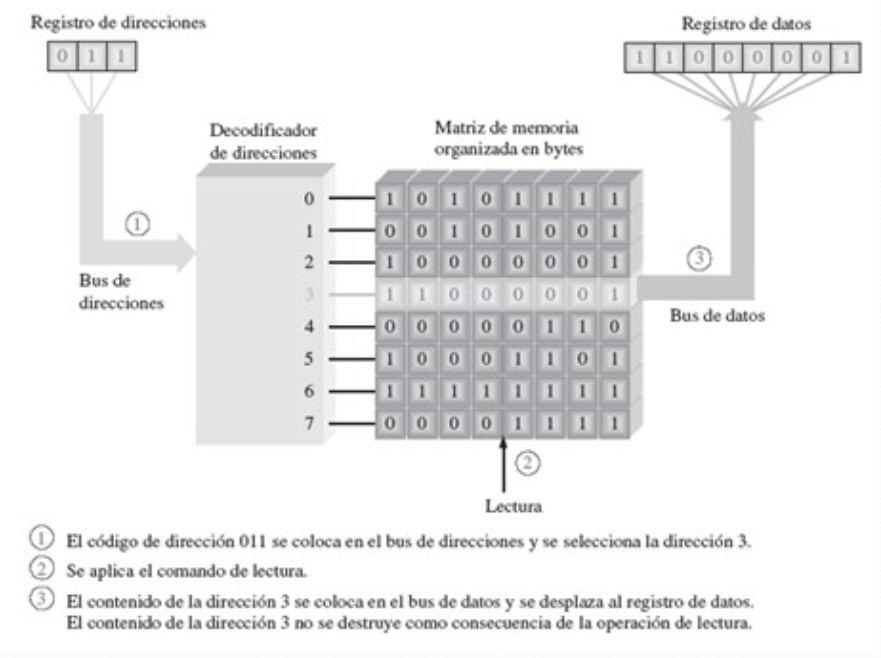 Registro de direcciones
0 1 1
Registro de datos
1 1 0 0 0 0 0 1
Decodificador
de direcciones
Matriz de memoria
organizada en bytes
0 1 0 1 0 1 1 1 1
1 0 0 1 0 1 0 0 1
2 1 0 0 0 0 0 0 1
3 1 1 0 0 0 0 0 1
4 0 0 0 0 0 1 1 0
5 1 0 0 0 1 1 0 1
6 1 1 1 1 1 1 1 1
7 0 0 0 0 1 1 1 1
1
Bus de
direcciones
3
Bus de datos
2
Lectura
1 El código de dirección 011 se coloca en el bus de direcciones y se selecciona la dirección 3.
2 Se aplica el comando de lectura.
3 El contenido de la dirección 3 se coloca en el bus de datos y se desplaza al registro de datos.
El contenido de la dirección 3 no se destruye como consecuencia de la operación de lectura.